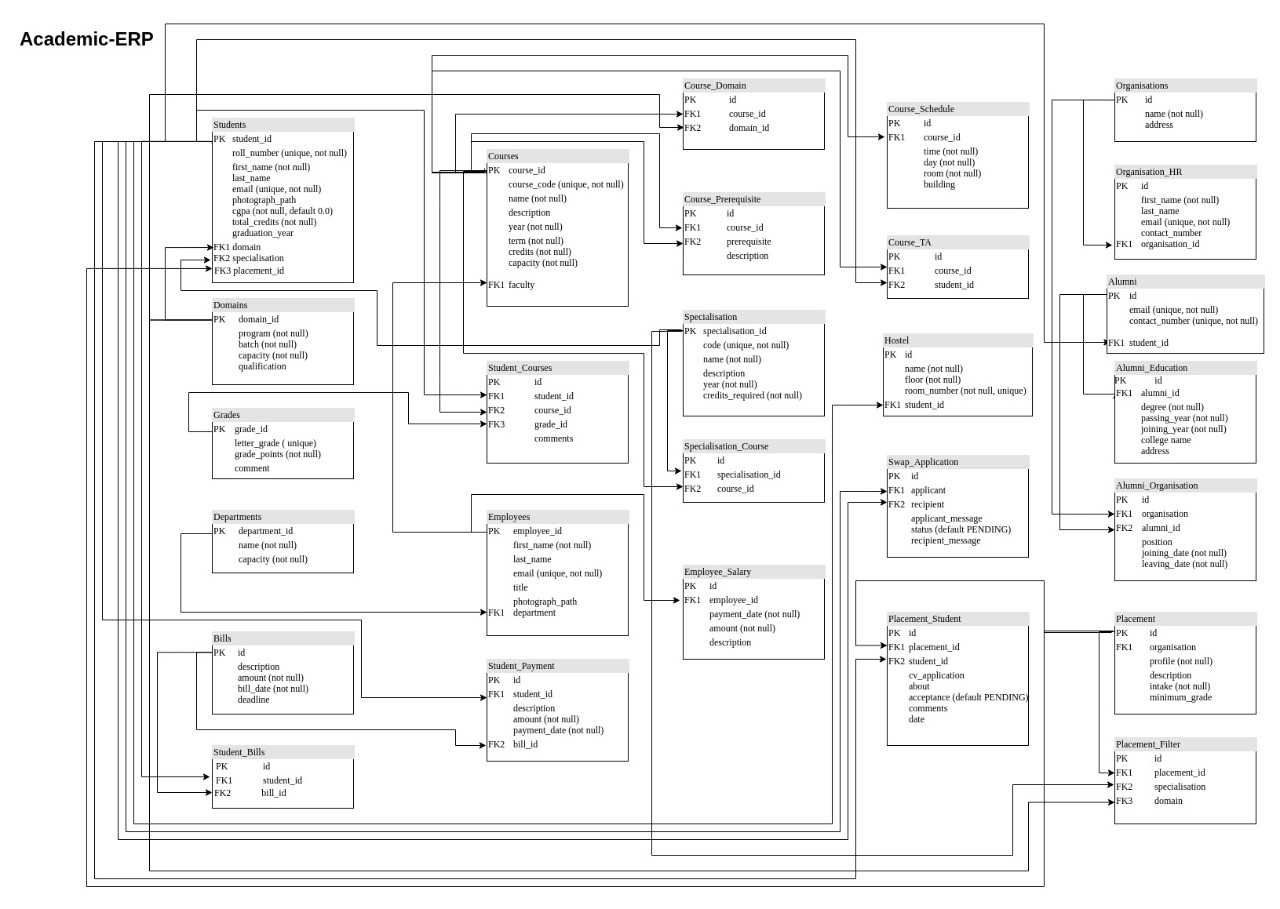 Academic-ERP
Students
PK student_id
roll_number (unique, not null)
first_name (not null)
last_name
email (unique, not null)
photograph_path
cgpa (not null, default 0.0)
total_credits (not null)
graduation_year
FK1 domain
FK2 specialisation
FK3 placement_id
Domains
PK domain_id
program (not null)
batch (not null)
capacity (not null)
qualification
Grades
PK grade_id
letter_grade ( unique)
grade_points (not null)
comment
Departments
PK department_id
name (not null)
capacity (not null)
Bills
PK id
description
amount (not null)
bill_date (not null)
deadline
Student_Bills
PK id
FK1 student_id
FK2 bill_id
Courses
PK course_id
course_code (unique, not null)
name (not null)
description
year (not null)
term (not null)
credits (not null)
capacity (not null)
FK1 faculty
Student_Courses
PK id
FK1 student_id
FK2 course_id
FK3 grade_id
comments
Employees
PK employee_id
first_name (not null)
last_name
email (unique, not null)
title
photograph_path
FK1 department
Student_Payment
PK id
FK1 student_id
description
amount (not null)
payment_date (not null)
FK2 bill_id
Course_Domain
PK id
FK1 course_id
FK2 domain_id
Course_Prerequisite
PK id
FK1 course_id
FK2 prerequisite
description
Specialisation
PK specialisation_id
code (unique, not null)
name (not null)
description
year (not null)
credits_required (not null)
Specialisation_Course
PK id
FK1 specialisation_id
FK2 course_id
Employee_Salary
PK id
FK1 employee_id
payment_date (not null)
amount (not null)
description
Course_Schedule
PK id
FK1 course_id
time (not null)
day (not null)
room (not null)
building
Course_TA
PK id
FK1 course_id
FK2 student_id
Hostel
PK id
name (not null)
floor (not null)
room_number (not null, unique)
FK1 student_id
Swap_Application
PK id
FK1 applicant
FK2 recipient
applicant_message
status (default PENDING)
recipient_message
Placement_Student
PK id
FK1 placement_id
FK2 student_id
cv_application
about
acceptance (default PENDING)
comments
date
Organisations
PK id
name (not null)
address
Organisation_HR
PK id
first_name (not null)
last_name
email (unique, not null)
contact_number
FK1 organisation_id
Alumni
PK id
email (unique, not null)
contact_number (unique, not null)
FK1 student_id
Alumni_Education
PK id
FK1 alumni_id
degree (not null)
passing_year (not null)
joining_year (not null)
college name
address
Alumni_Organisation
PK id
FK1 organisation
FK2 alumni_id
position
joining_date (not null)
leaving_date (not null)
Placement
PK id
FK1 organisation
profile (not null)
description
intake (not null)
minimum_grade
Placement_Filter
PK id
FK1 placement_id
FK2 specialisation
FK3 domain